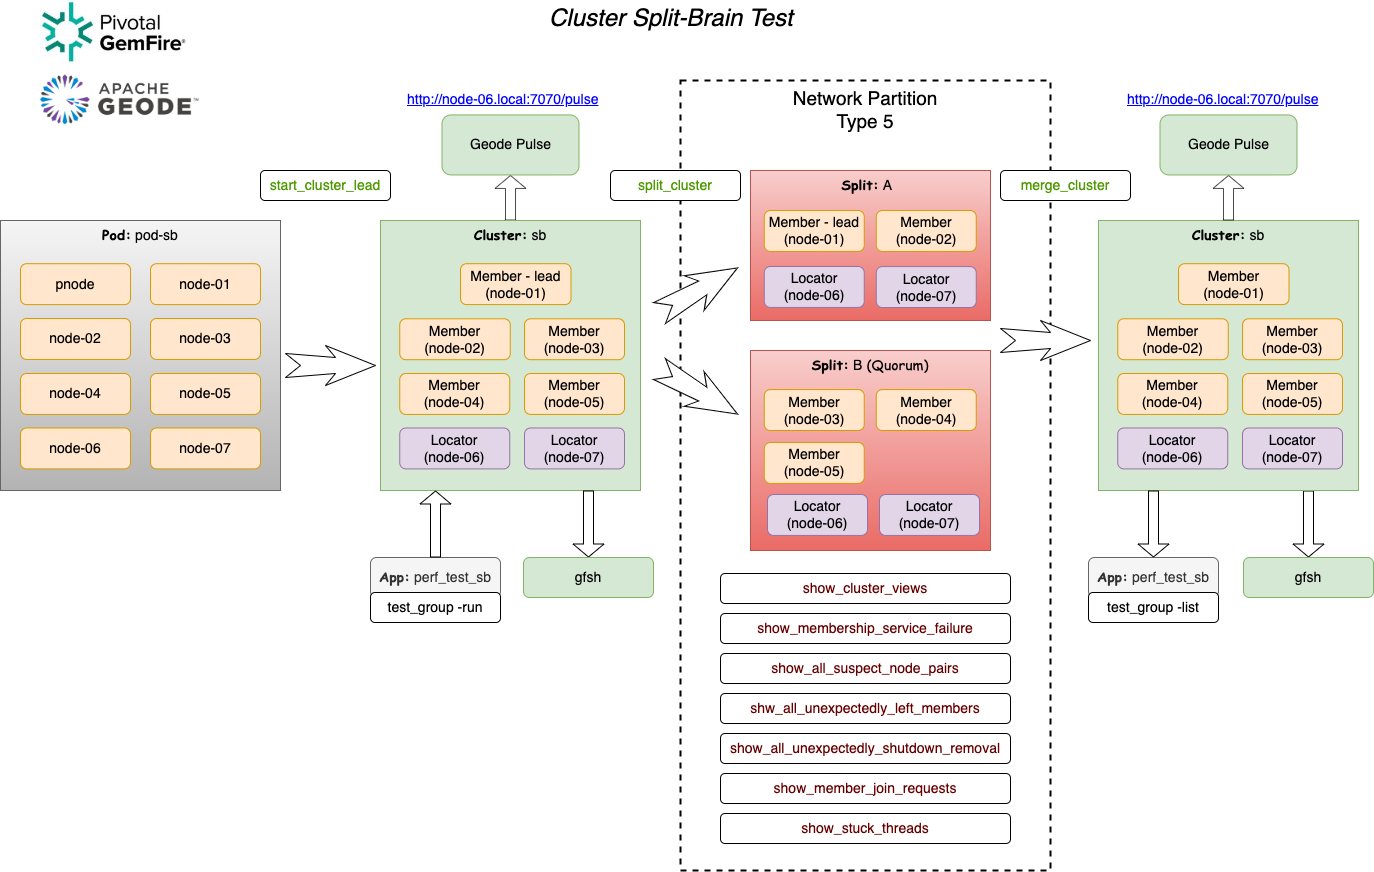 Cluster Split-Brain Test
Pivotal
GemFire®
APACHE
GEODE™
http://node-06.local:7070/pulse
Geode Pulse
start_cluster_lead
Pod: pod-sb
pnode
node-01
node-02
node-03
node-04
node-05
node-06
node-07
Cluster: sb
Member - lead
(node-01)
Member
(node-02)
Member
(node-03)
Member
(node-04)
Member
(node-05)
Locator
(node-06)
Locator
(node-07)
App: perf_test_sb
test_group -run
gfsh
split_cluster
Network Partition
Type 5
Split: A
Member - lead
(node-01)
Member
(node-02)
Locator
(node-06)
Locator
(node-07)
Split: B (Quorum)
Member
(node-03)
Member
(node-04)
Member
(node-05)
Locator
(node-06)
Locator
(node-07)
show_cluster_views
show_membership_service_failure
show_all_suspect_node_pairs
shw_all_unexpectedly_left_members
show_all_unexpectedly_shutdown_removal
show_member_join_requests
show_stuck_threads
merge_cluster
http://node-06.local:7070/pulse
Geode Pulse
Cluster: sb
Member
(node-01)
Member
(node-02)
Member
(node-03)
Member
(node-04)
Member
(node-05)
Locator
(node-06)
Locator
(node-07)
App: perf_test_sb
test_group -list
gfsh